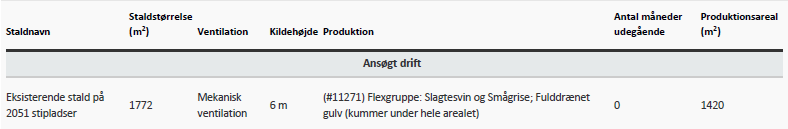 Staldnavn Staldstørrelse (m²) Ventilation Kildehøjde Produktion Antal måneder udegående Produktionsareal (m²)
Ansøgt drift
Eksisterende stald på 2051 stipladser 1772 Mekanisk ventilation 6 m (#11271) Flexgruppe: Slagtesvin og Smågrise; Fulddrænet gulv (kummer under hele arealet) 0 1420